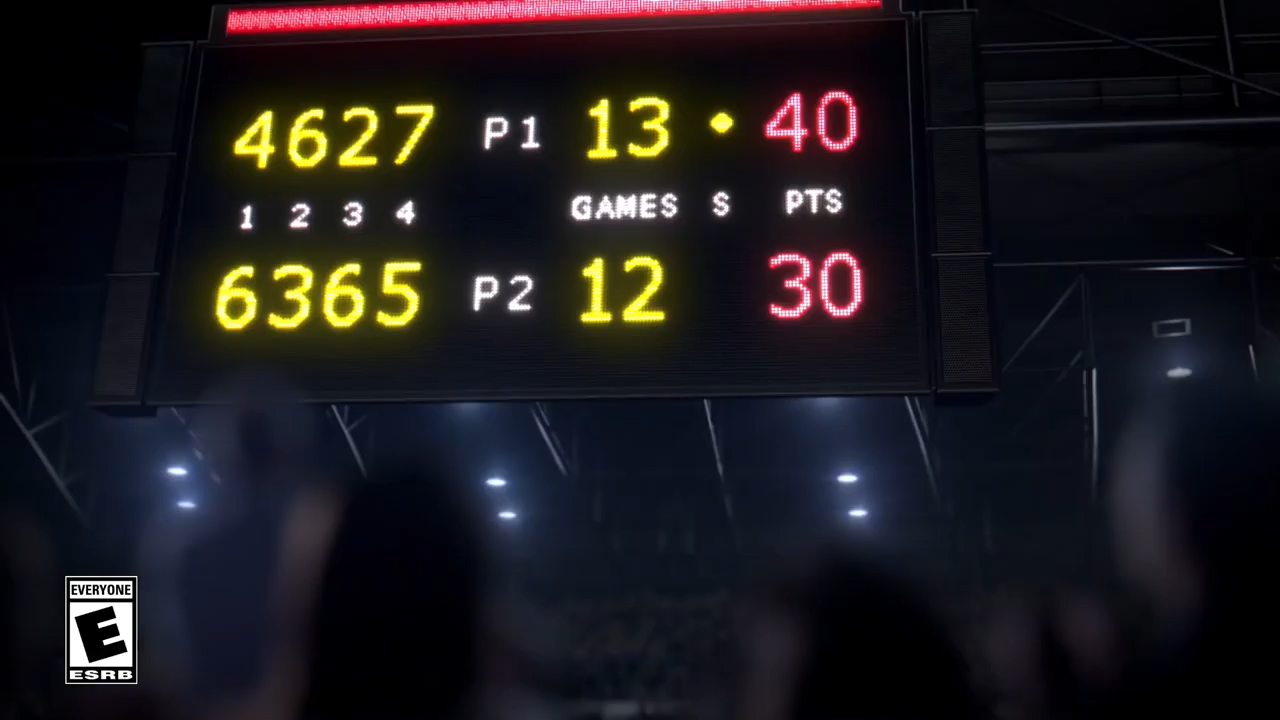 4627 P1 13 • 40
1 2 3 4 GAMES S PTS
6365 P2 12 30
EVERYONE
E
ESRB